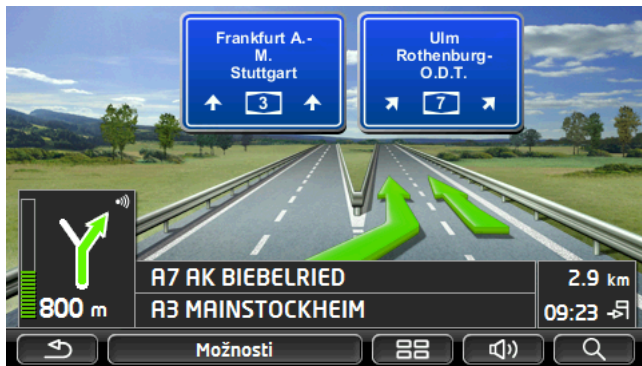 Frankfurt A.-
M.
Stuttgart
3
Ulm
Rothenburg-
O.D.T.
7
800 m
A7 AK BIEBELRIED
2.9 km
A3 MAINSTOCKHEIM
09:23
Možnosti